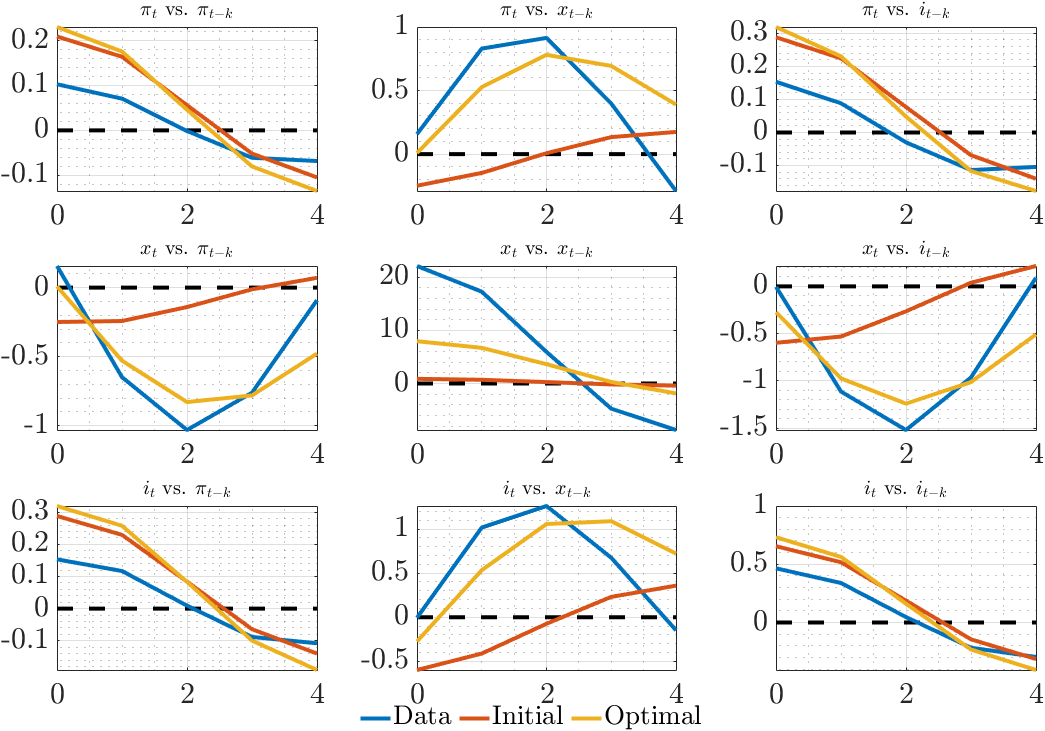 π_t vs. π_{t−k}
0.2
0.1
0
-0.1
0 2 4
π_t vs. x_{t−k}
1
0.5
0
0 2 4
π_t vs. i_{t−k}
0.3
0.2
0.1
0
-0.1
0 2 4
x_t vs. π_{t−k}
0
-0.5
-1
0 2 4
x_t vs. x_{t−k}
20
10
0
0 2 4
x_t vs. i_{t−k}
0
-0.5
-1
-1.5
0 2 4
i_t vs. π_{t−k}
0.3
0.2
0.1
0
-0.1
0 2 4
i_t vs. x_{t−k}
1
0.5
0
-0.5
0 2 4
i_t vs. i_{t−k}
1
0.5
0
0 2 4
Data Initial Optimal